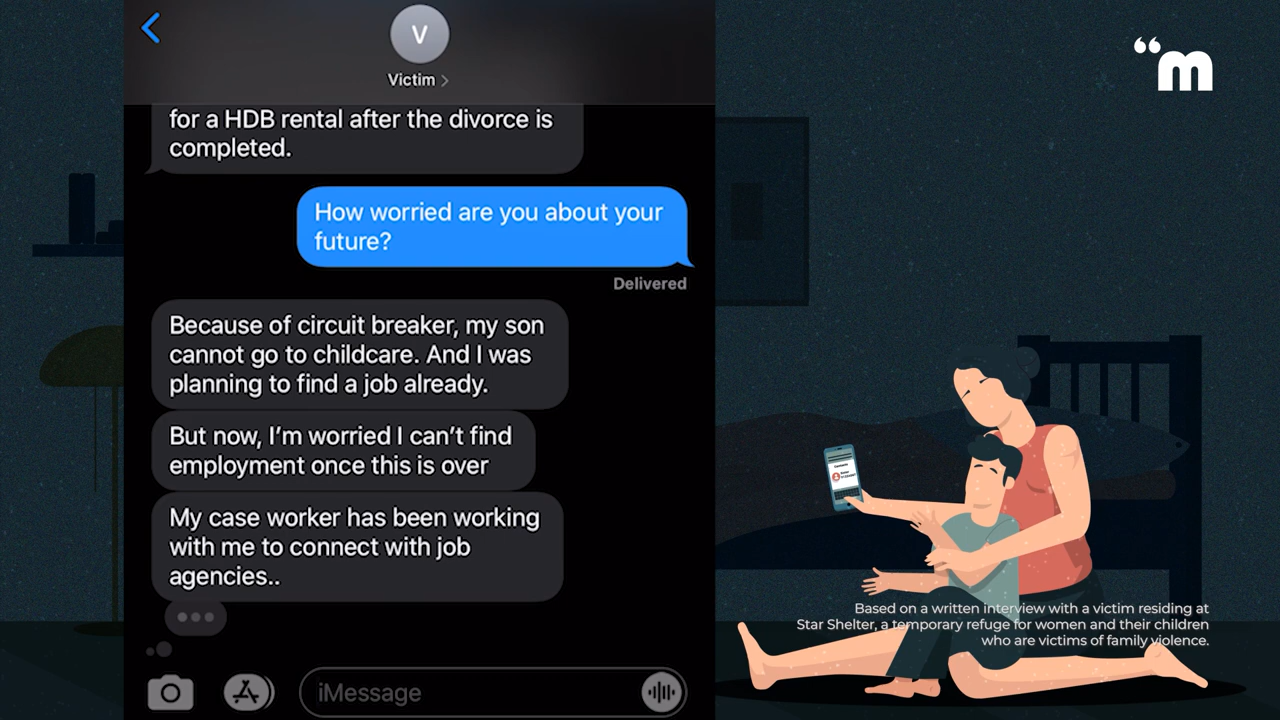 V
Victim
for a HDB rental after the divorce is
completed.
How worried are you about your
future?
Delivered
Because of circuit breaker, my son
cannot go to childcare. And I was
planning to find a job already.
But now, I'm worried I can't find
employment once this is over
My case worker has been working
with me to connect with job
agencies..
iMessage
“m
Based on a written interview with a victim residing at
Star Shelter, a temporary refuge for women and their children
who are victims of family violence.